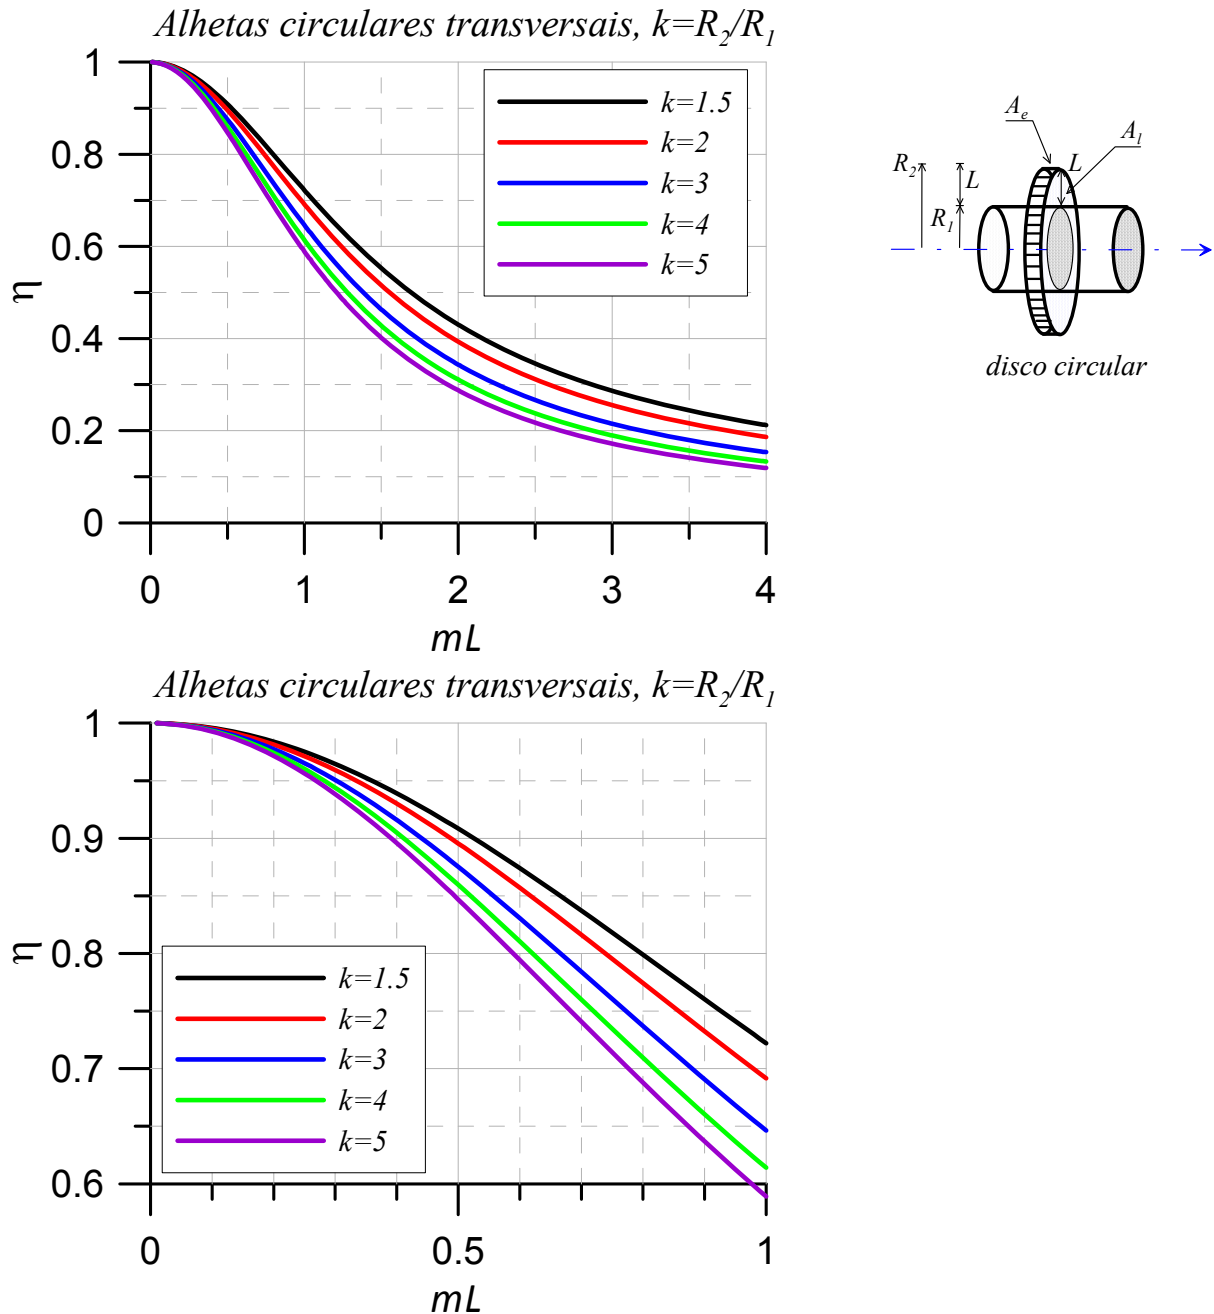 Alhetas circulares transversais, k=R₂/R₁
1
0.8
0.6
0.4
0.2
0
η
k=1.5
k=2
k=3
k=4
k=5
0 1 2 3 4
mL
Aₑ
Aₗ
R₂
L
L
R₁
disco circular
Alhetas circulares transversais, k=R₂/R₁
1
0.9
0.8
0.7
0.6
η
k=1.5
k=2
k=3
k=4
k=5
0 0.5 1
mL